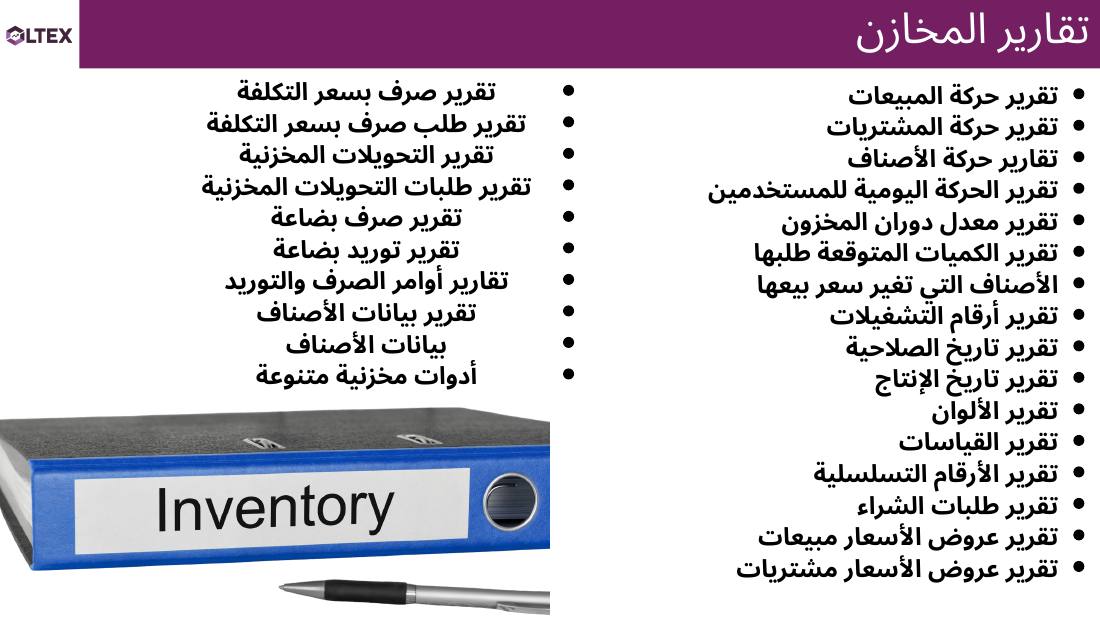 تقارير المخازن
OLTEX
تقرير حركة المبيعات
تقرير حركة المشتريات
تقارير حركة الأصناف
تقرير الحركة اليومية للمستخدمين
تقرير معدل دوران المخزون
تقرير الكميات المتوقعة طلبها
الأصناف التي تغير سعر بيعها
تقرير أرقام التشغيلات
تقرير تاريخ الصلاحية
تقرير تاريخ الإنتاج
تقرير الألوان
تقرير القياسات
تقرير الأرقام التسلسلية
تقرير طلبات الشراء
تقرير عروض الأسعار مبيعات
تقرير عروض الأسعار مشتريات
تقرير صرف بسعر التكلفة
تقرير طلب صرف بسعر التكلفة
تقرير التحويلات المخزنية
تقرير طلبات التحويلات المخزنية
تقرير صرف بضاعة
تقرير توريد بضاعة
تقارير أوامر الصرف والتوريد
تقرير بيانات الأصناف
بيانات الأصناف
أدوات مخزنية متنوعة
Inventory